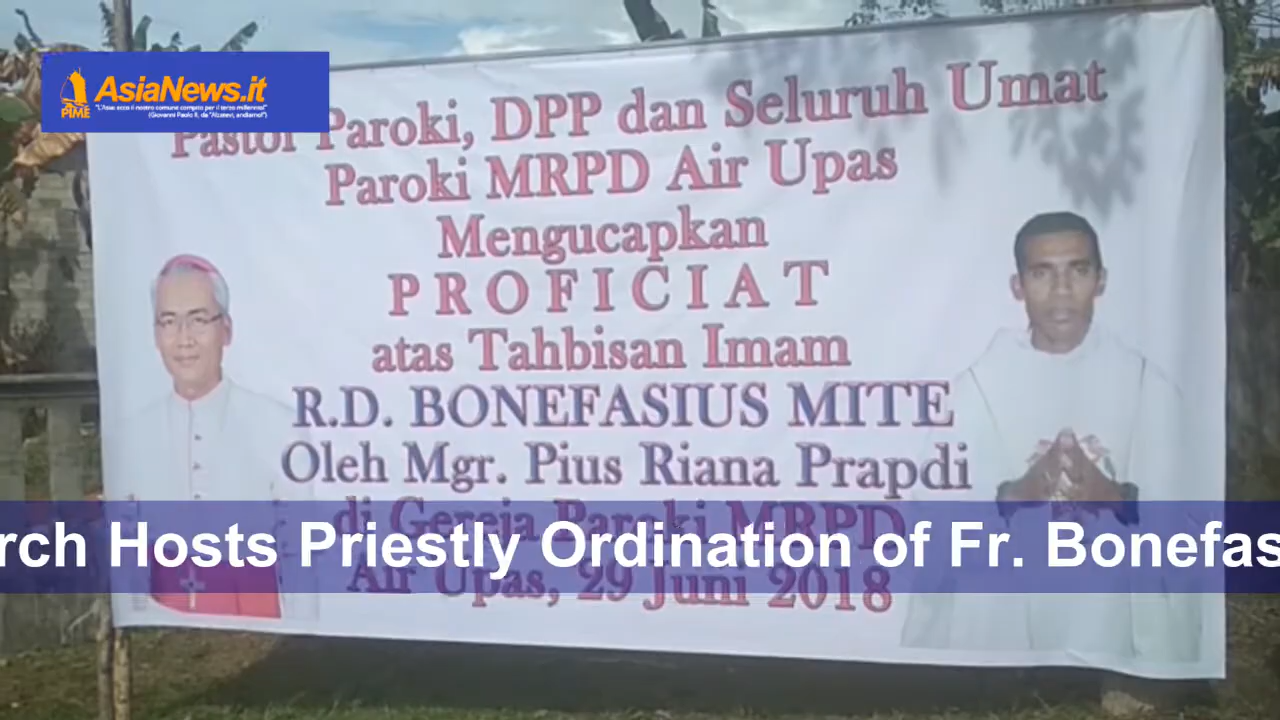 AsiaNews.it
PIME
"L'Asia: ecco il nostro comune compito per il terzo millennio!"
(Giovanni Paolo II, da "Alzatevi, andiamo!")
Pastor Paroki, DPP dan Seluruh Umat
Paroki MRPD Air Upas
Mengucapkan
PROFICIAT
atas Tahbisan Imam
R.D. BONEFASIUS MITE
Oleh Mgr. Pius Riana Prapdi
di Gereja Paroki MRPD
rch Hosts Priestly Ordination of Fr. Bonefas
Air Upas, 29 Juni 2018